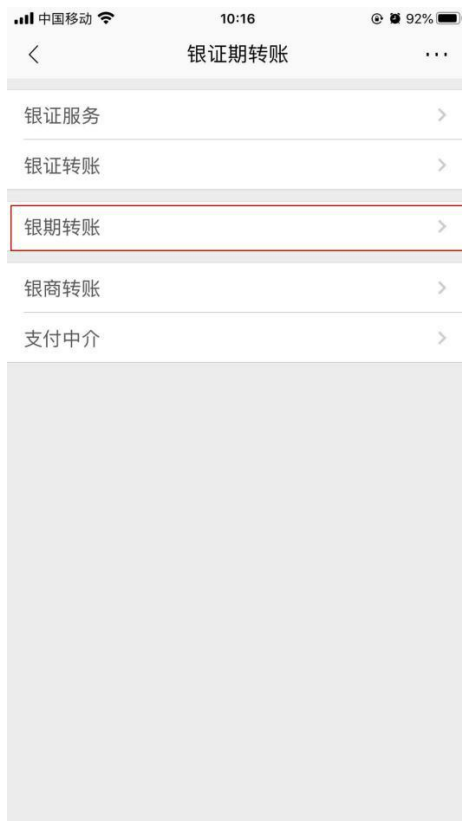 中国移动 10:16 92%
银证期转账 ...
银证服务
银证转账
银期转账
银商转账
支付中介